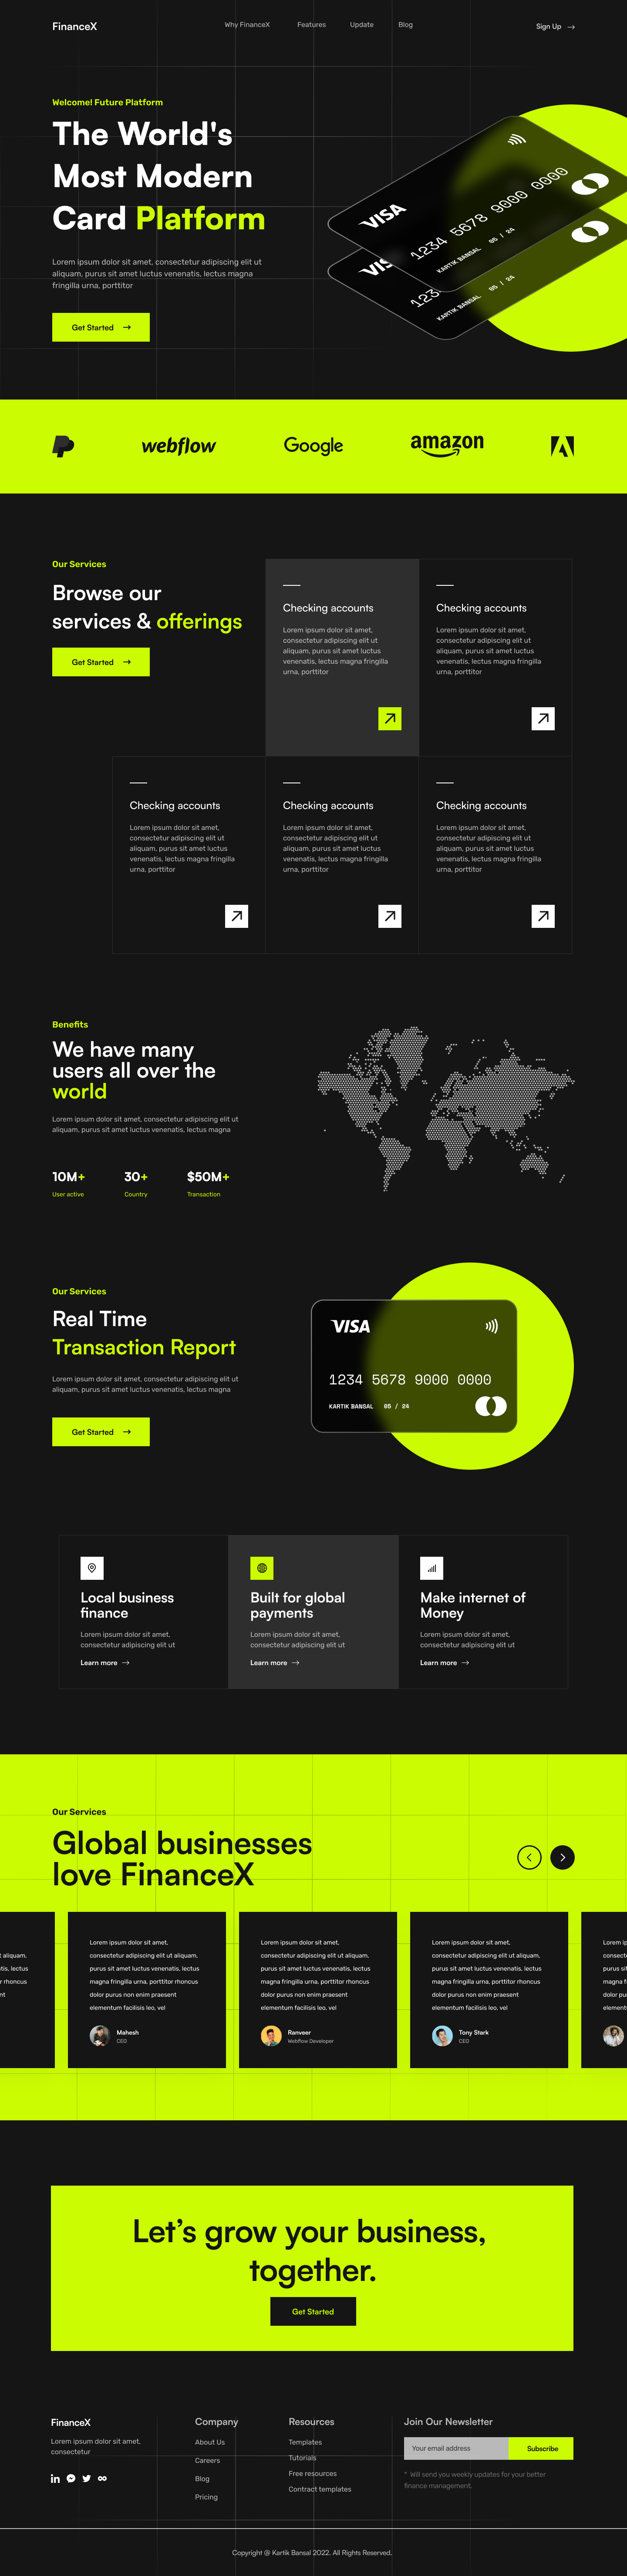 FinanceX
Why FinanceX
Features
Update
Blog
Sign Up
Welcome! Future Platform
The World's
Most Modern
Card Platform
Lorem ipsum dolor sit amet, consectetur adipiscing elit ut
aliquam, purus sit amet luctus venenatis, lectus magna
fringilla urna, porttitor
Get Started
VISA
1234 5678 9000 0000
KARTIK BANSAL 05 / 24
KARTIK BANSAL 05 / 24
webflow
Google
amazon
Our Services
Browse our
services & offerings
Get Started
Checking accounts
Lorem ipsum dolor sit amet,
consectetur adipiscing elit ut
aliquam, purus sit amet luctus
venenatis, lectus magna fringilla
urna, porttitor
Checking accounts
Lorem ipsum dolor sit amet,
consectetur adipiscing elit ut
aliquam, purus sit amet luctus
venenatis, lectus magna fringilla
urna, porttitor
Checking accounts
Lorem ipsum dolor sit amet,
consectetur adipiscing elit ut
aliquam, purus sit amet luctus
venenatis, lectus magna fringilla
urna, porttitor
Checking accounts
Lorem ipsum dolor sit amet,
consectetur adipiscing elit ut
aliquam, purus sit amet luctus
venenatis, lectus magna fringilla
urna, porttitor
Checking accounts
Lorem ipsum dolor sit amet,
consectetur adipiscing elit ut
aliquam, purus sit amet luctus
venenatis, lectus magna fringilla
urna, porttitor
Benefits
We have many
users all over the
world
Lorem ipsum dolor sit amet, consectetur adipiscing elit ut
aliquam, purus sit amet luctus venenatis, lectus magna
10M+
User active
30+
Country
$50M+
Transaction
Our Services
Real Time
Transaction Report
Lorem ipsum dolor sit amet, consectetur adipiscing elit ut
aliquam, purus sit amet luctus venenatis, lectus magna
Get Started
VISA
1234 5678 9000 0000
KARTIK BANSAL 05 / 24
Local business
finance
Lorem ipsum dolor sit amet,
consectetur adipiscing elit ut
Learn more
Built for global
payments
Lorem ipsum dolor sit amet,
consectetur adipiscing elit ut
Learn more
Make internet of
Money
Lorem ipsum dolor sit amet,
consectetur adipiscing elit ut
Learn more
Our Services
Global businesses
love FinanceX
Lorem ipsum dolor sit amet,
consectetur adipiscing elit ut aliquam,
purus sit amet luctus venenatis, lectus
magna fringilla urna, porttitor rhoncus
dolor purus non enim praesent
elementum facilisis leo, vel
Mahesh
CEO
Lorem ipsum dolor sit amet,
consectetur adipiscing elit ut aliquam,
purus sit amet luctus venenatis, lectus
magna fringilla urna, porttitor rhoncus
dolor purus non enim praesent
elementum facilisis leo, vel
Ranveer
Webflow Developer
Lorem ipsum dolor sit amet,
consectetur adipiscing elit ut aliquam,
purus sit amet luctus venenatis, lectus
magna fringilla urna, porttitor rhoncus
dolor purus non enim praesent
elementum facilisis leo, vel
Tony Stark
CEO
Let's grow your business,
together.
Get Started
FinanceX
Lorem ipsum dolor sit amet,
consectetur
Company
About Us
Careers
Blog
Pricing
Resources
Templates
Tutorials
Free resources
Contract templates
Join Our Newsletter
Your email address
Subscribe
* Will send you weekly updates for your better
finance management.
Copyright @ Kartik Bansal 2022. All Rights Reserved.